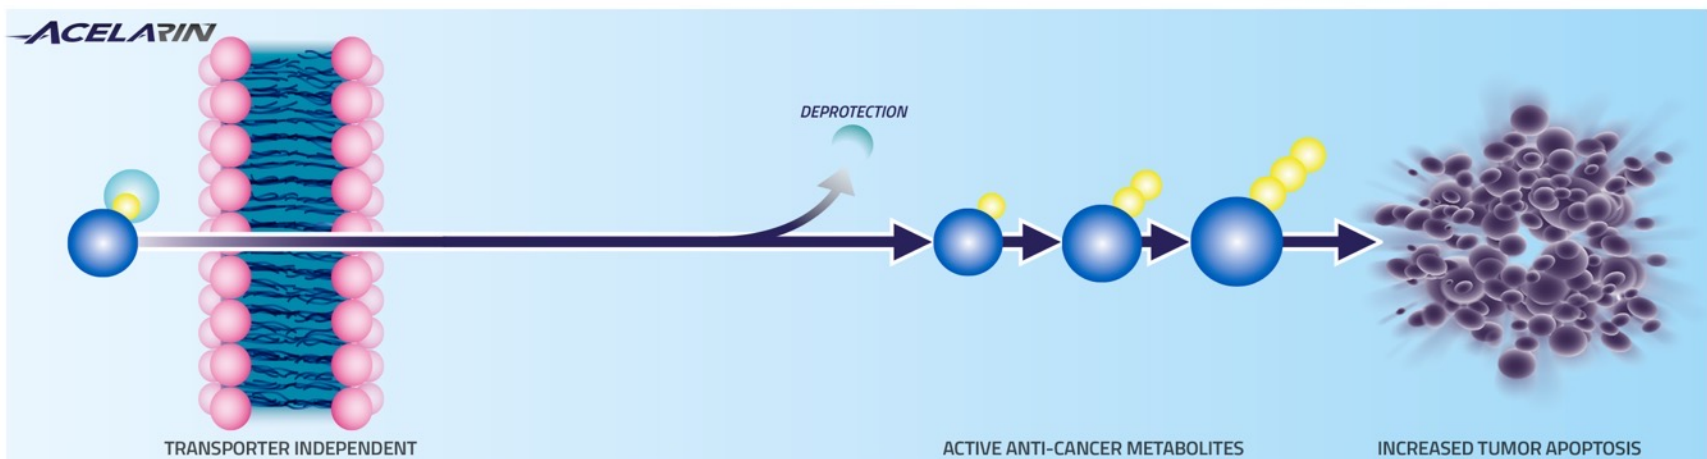 ACELARIN
DEPROTECTION
TRANSPORTER INDEPENDENT
ACTIVE ANTI-CANCER METABOLITES
INCREASED TUMOR APOPTOSIS